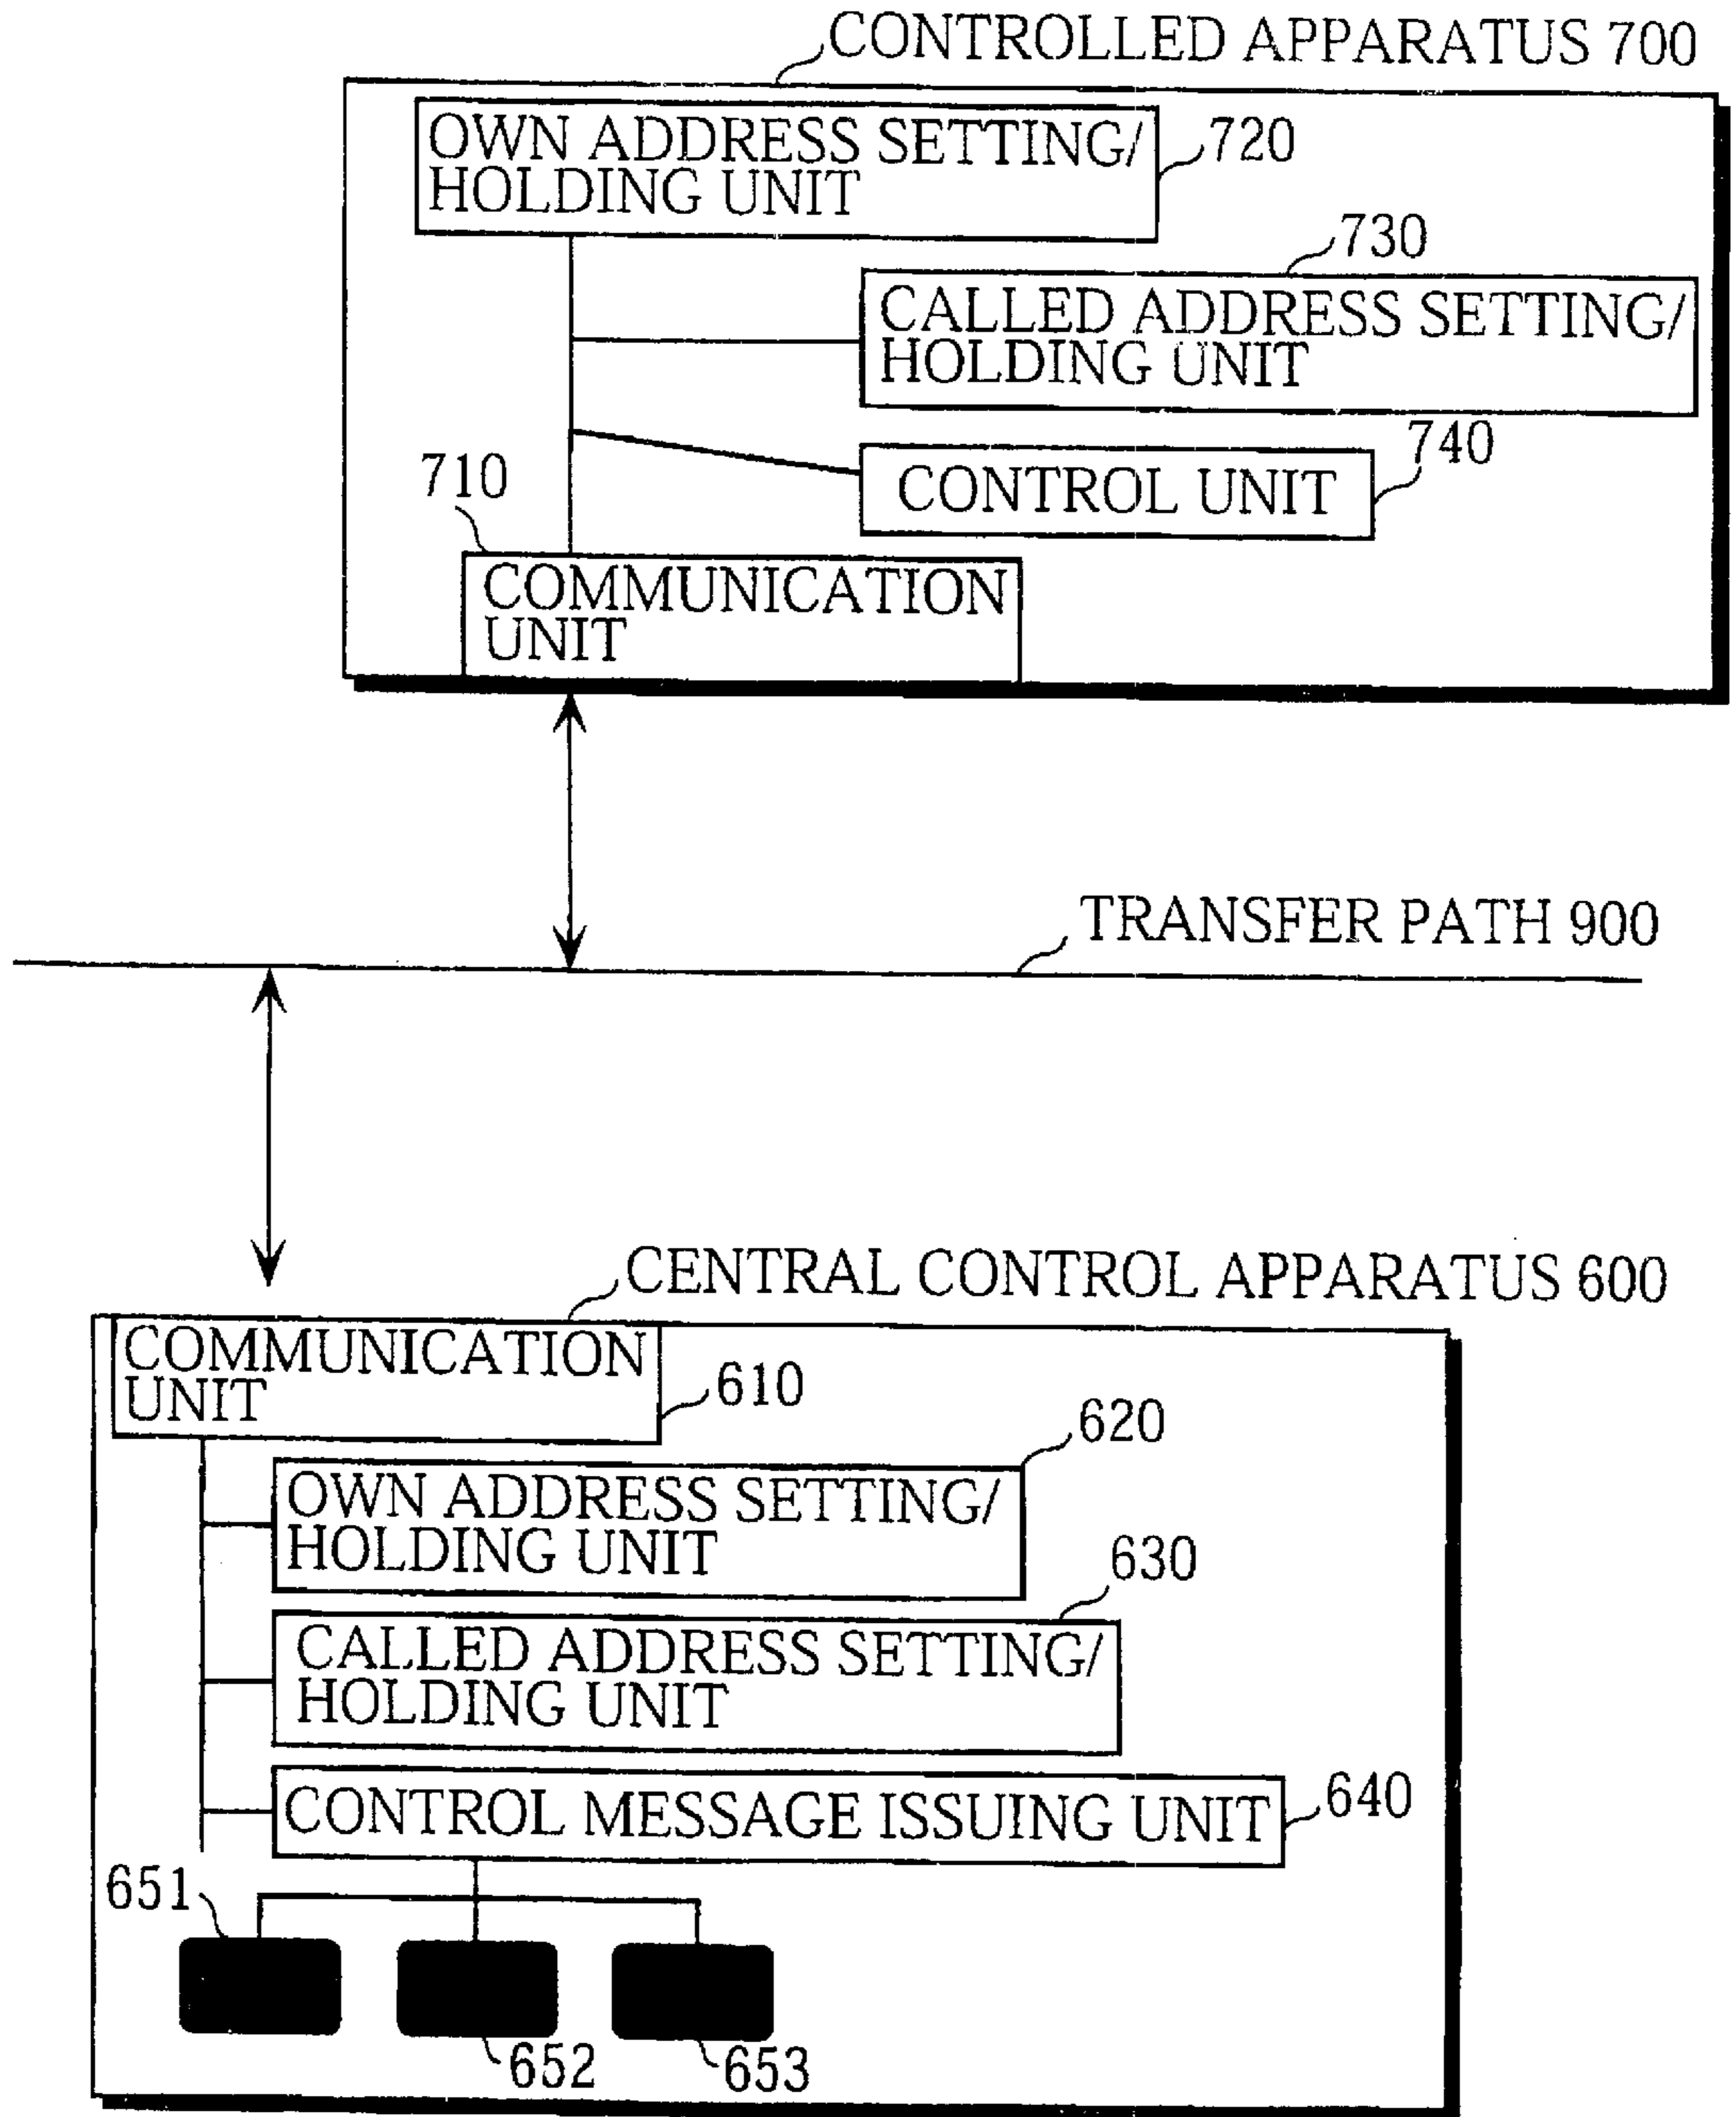 CONTROLLED APPARATUS 700
OWN ADDRESS SETTING/
HOLDING UNIT
720
730
CALLED ADDRESS SETTING/
HOLDING UNIT
740
CONTROL UNIT
710
COMMUNICATION
UNIT
TRANSFER PATH 900
CENTRAL CONTROL APPARATUS 600
COMMUNICATION
UNIT
610
620
OWN ADDRESS SETTING/
HOLDING UNIT
630
CALLED ADDRESS SETTING/
HOLDING UNIT
CONTROL MESSAGE ISSUING UNIT
640
651
652
653